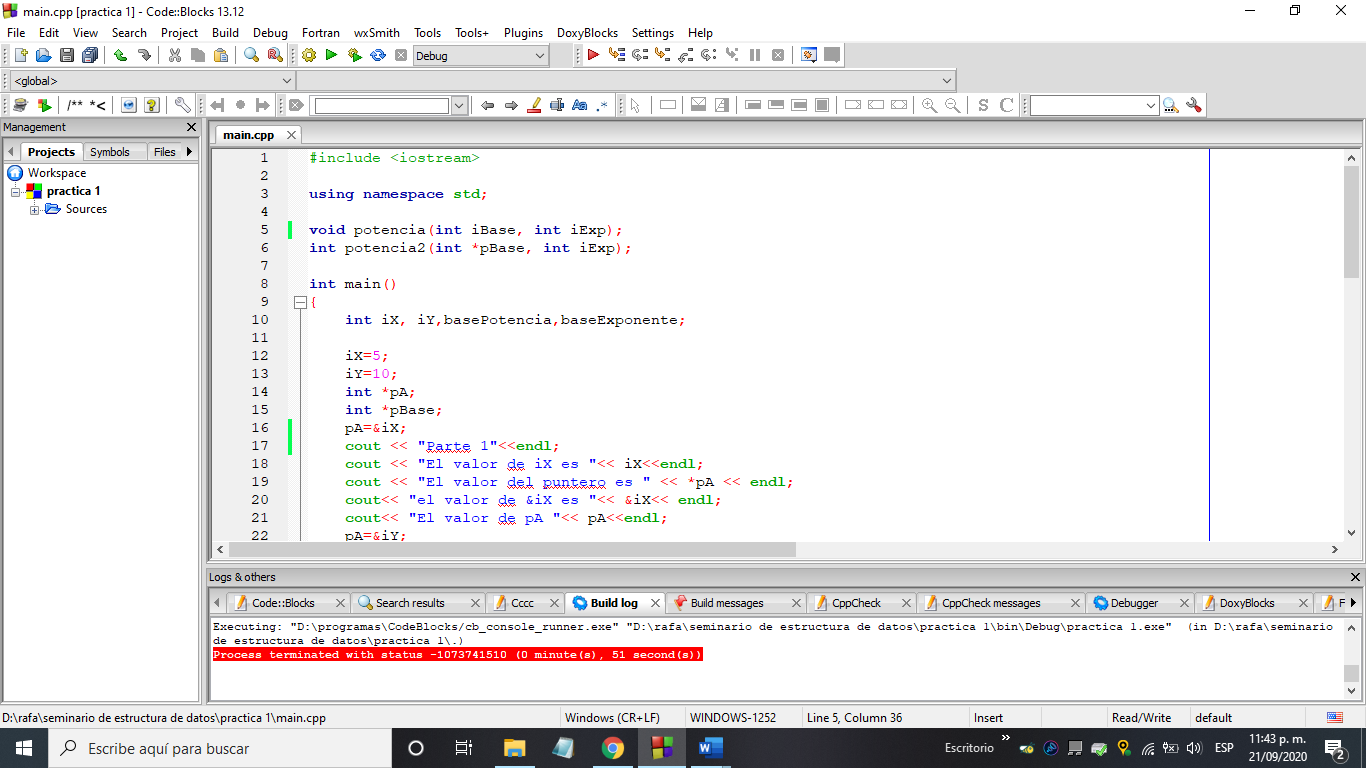 main.cpp [practica 1] - Code::Blocks 13.12
File Edit View Search Project Build Debug Fortran wxSmith Tools Tools+ Plugins DoxyBlocks Settings Help
Debug
<global>
/** *<
Aa .*
S C
Management
main.cpp
Projects Symbols Files
Workspace
practica 1
Sources
1 #include <iostream>
2
3 using namespace std;
4
5 void potencia(int iBase, int iExp);
6 int potencia2(int *pBase, int iExp);
7
8 int main()
9 {
10 int iX, iY,basePotencia,baseExponente;
11
12 iX=5;
13 iY=10;
14 int *pA;
15 int *pBase;
16 pA=&iX;
17 cout << "Parte 1"<<endl;
18 cout << "El valor de iX es "<< iX<<endl;
19 cout << "El valor del puntero es " << *pA << endl;
20 cout<< "el valor de &iX es "<< &iX<< endl;
21 cout<< "El valor de pA "<< pA<<endl;
22 pA=&iY;
Logs & others
Code::Blocks Search results Cccc Build log Build messages CppCheck CppCheck messages Debugger DoxyBlocks F
Executing: "D:\programas\CodeBlocks/cb_console_runner.exe" "D:\rafa\seminario de estructura de datos\practica 1\bin\Debug\practica 1.exe" (in D:\rafa\seminario
de estructura de datos\practica 1\.)
Process terminated with status -1073741510 (0 minute(s), 51 second(s))
D:\rafa\seminario de estructura de datos\practica 1\main.cpp Windows (CR+LF) WINDOWS-1252 Line 5, Column 36 Insert Read/Write default
Escribe aquí para buscar
Escritorio
ESP
11:43 p. m.
21/09/2020
2